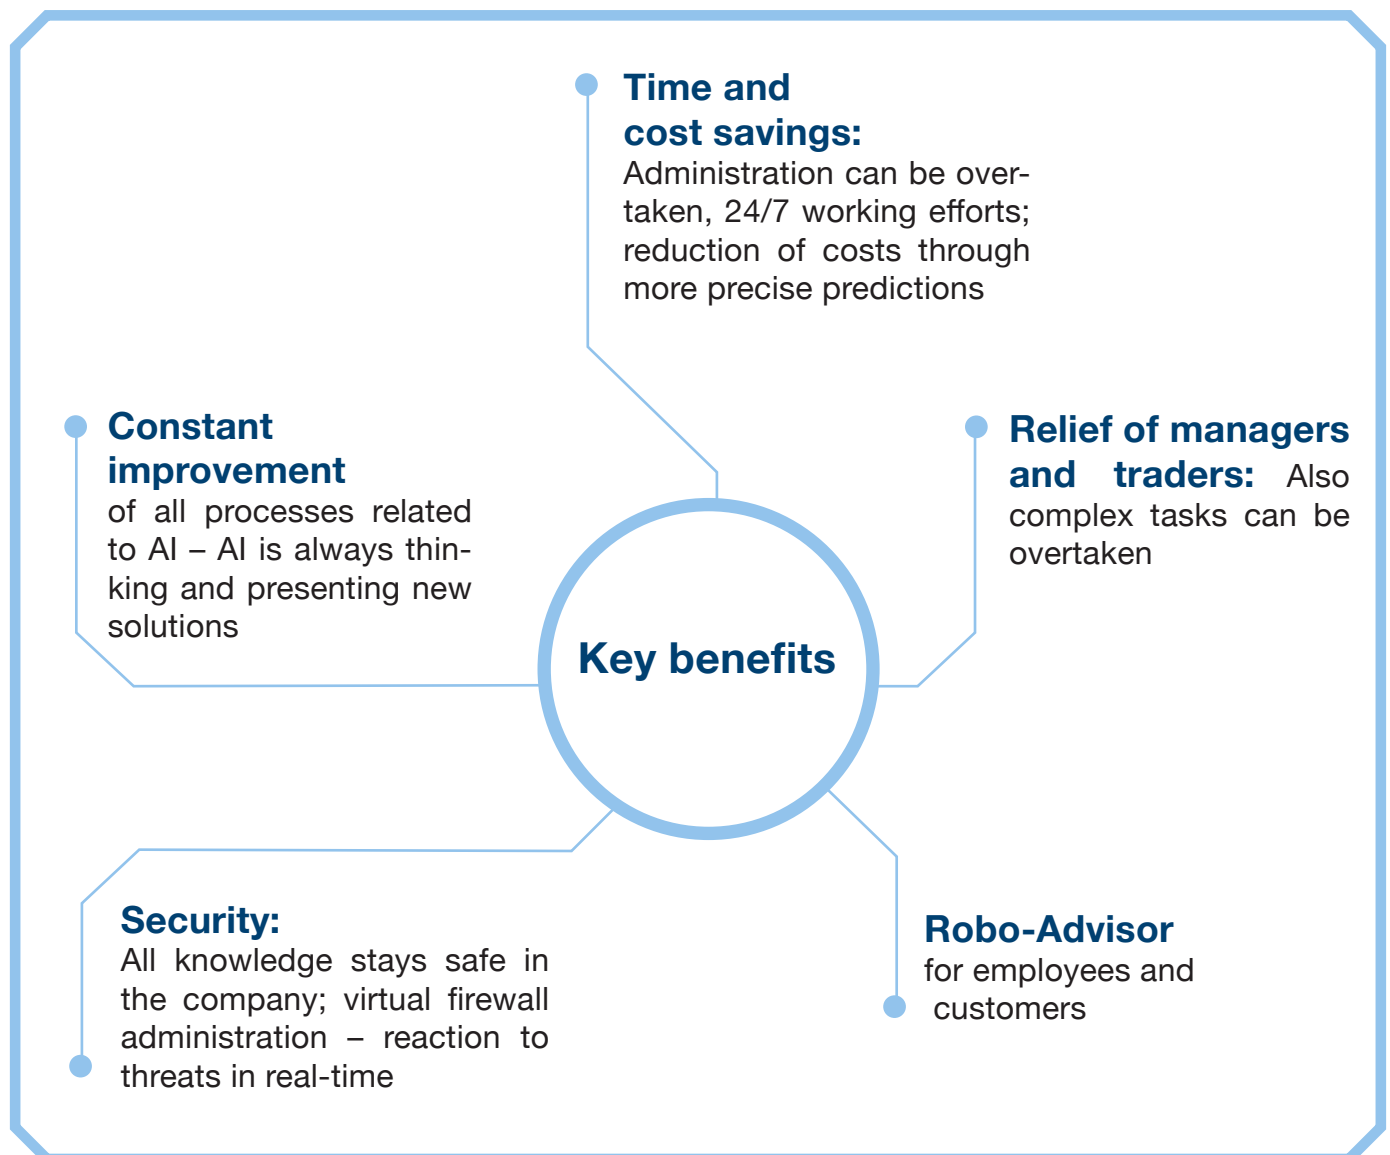 Time and
cost savings:
Administration can be over-
taken, 24/7 working efforts;
reduction of costs through
more precise predictions
Constant
improvement
of all processes related
to AI – AI is always thin-
king and presenting new
solutions
Relief of managers
and traders: Also
complex tasks can be
overtaken
Key benefits
Security:
All knowledge stays safe in
the company; virtual firewall
administration – reaction to
threats in real-time
Robo-Advisor
for employees and
customers